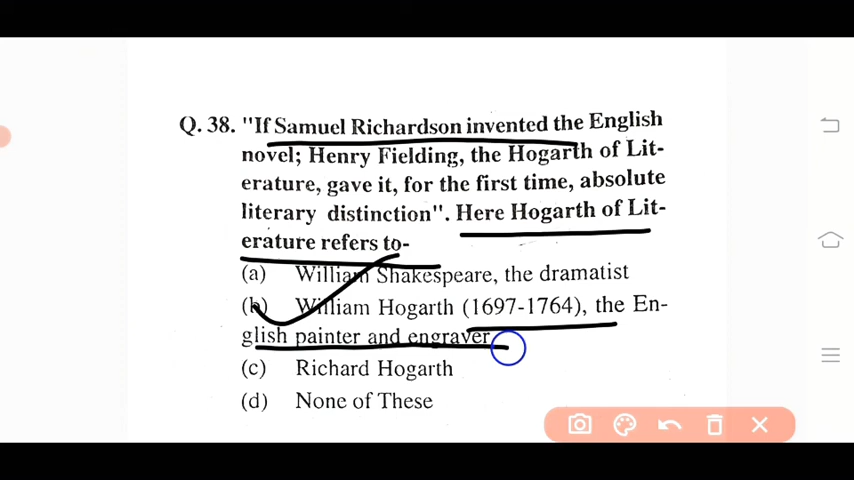 Q. 38. "If Samuel Richardson invented the English
novel; Henry Fielding, the Hogarth of Lit-
erature, gave it, for the first time, absolute
literary distinction". Here Hogarth of Lit-
erature refers to-
(a) William Shakespeare, the dramatist
(b) William Hogarth (1697-1764), the En-
glish painter and engraver
(c) Richard Hogarth
(d) None of These